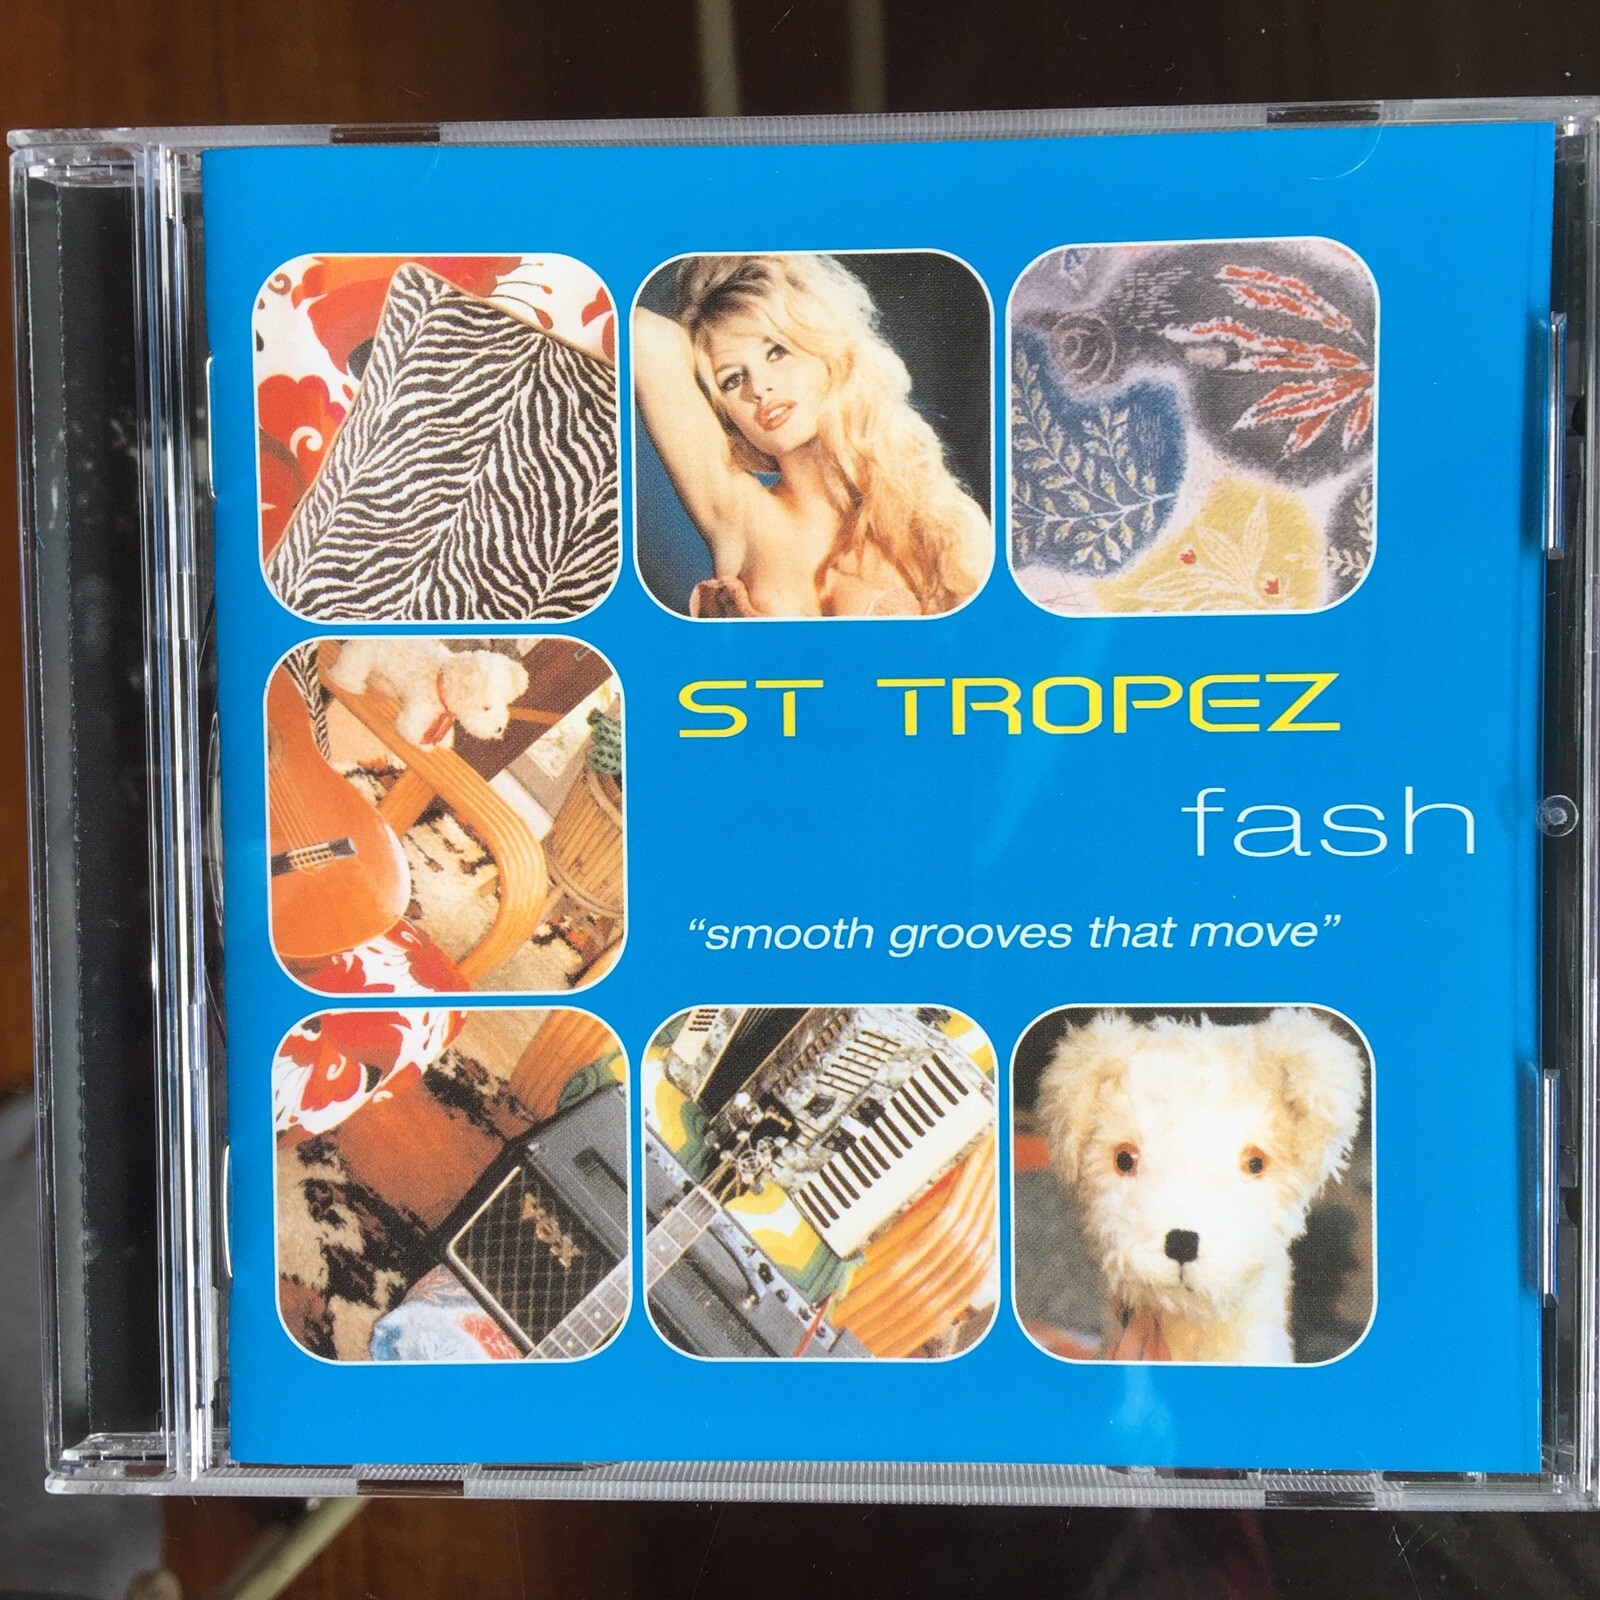 ST TROPEZ
fash
“smooth grooves that move”
VOX